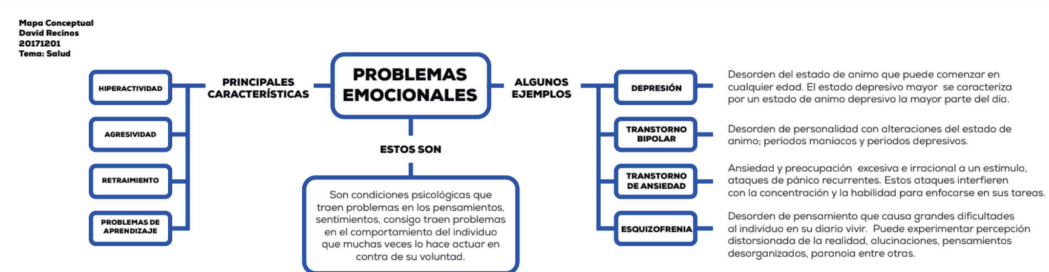 Mapa Conceptual
David Recinos
20171201
Tema: Salud
PROBLEMAS
EMOCIONALES
PRINCIPALES
CARACTERÍSTICAS
HIPERACTIVIDAD
AGRESIVIDAD
RETRAIMIENTO
PROBLEMAS DE
APRENDIZAJE
ESTOS SON
Son condiciones psicológicas que
traen problemas en los pensamientos,
sentimientos, consigo traen problemas
en el comportamiento del individuo
que muchas veces lo hace actuar en
contra de su voluntad.
ALGUNOS
EJEMPLOS
DEPRESIÓN
Desorden del estado de animo que puede comenzar en
cualquier edad. El estado depresivo mayor se caracteriza
por un estado de animo depresivo la mayor parte del día.
TRANSTORNO
BIPOLAR
Desorden de personalidad con alteraciones del estado de
animo; periodos maniacos y periodos depresivos.
TRANSTORNO
DE ANSIEDAD
Ansiedad y preocupación excesiva e irracional a un estimulo,
ataques de pánico recurrentes. Estos ataques interfieren
con la concentración y la habilidad para enfocarse en sus tareas.
ESQUIZOFRENIA
Desorden de pensamiento que causa grandes dificultades
al individuo en su diario vivir. Puede experimentar percepción
distorsionada de la realidad, alucinaciones, pensamientos
desorganizados, paranoia entre otras.